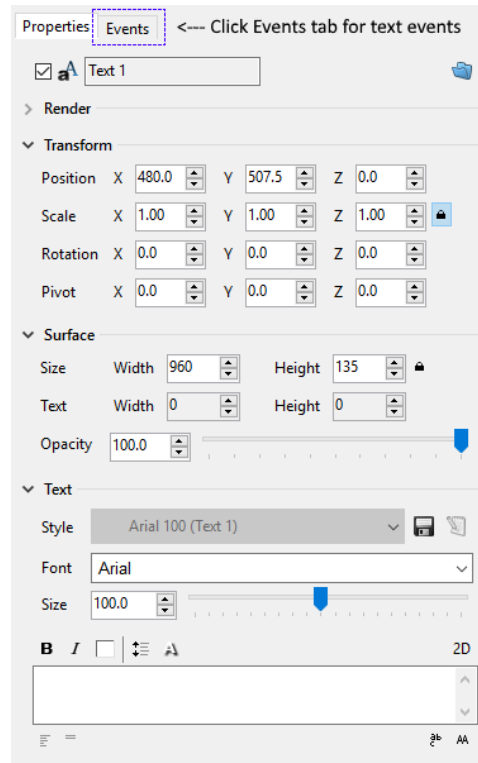 Properties Events <--- Click Events tab for text events
aA Text 1
Render
Transform
Position X 480.0 Y 507.5 Z 0.0
Scale X 1.00 Y 1.00 Z 1.00
Rotation X 0.0 Y 0.0 Z 0.0
Pivot X 0.0 Y 0.0 Z 0.0
Surface
Size Width 960 Height 135
Text Width 0 Height 0
Opacity 100.0
Text
Style Arial 100 (Text 1)
Font Arial
Size 100.0
B I A 2D
AA